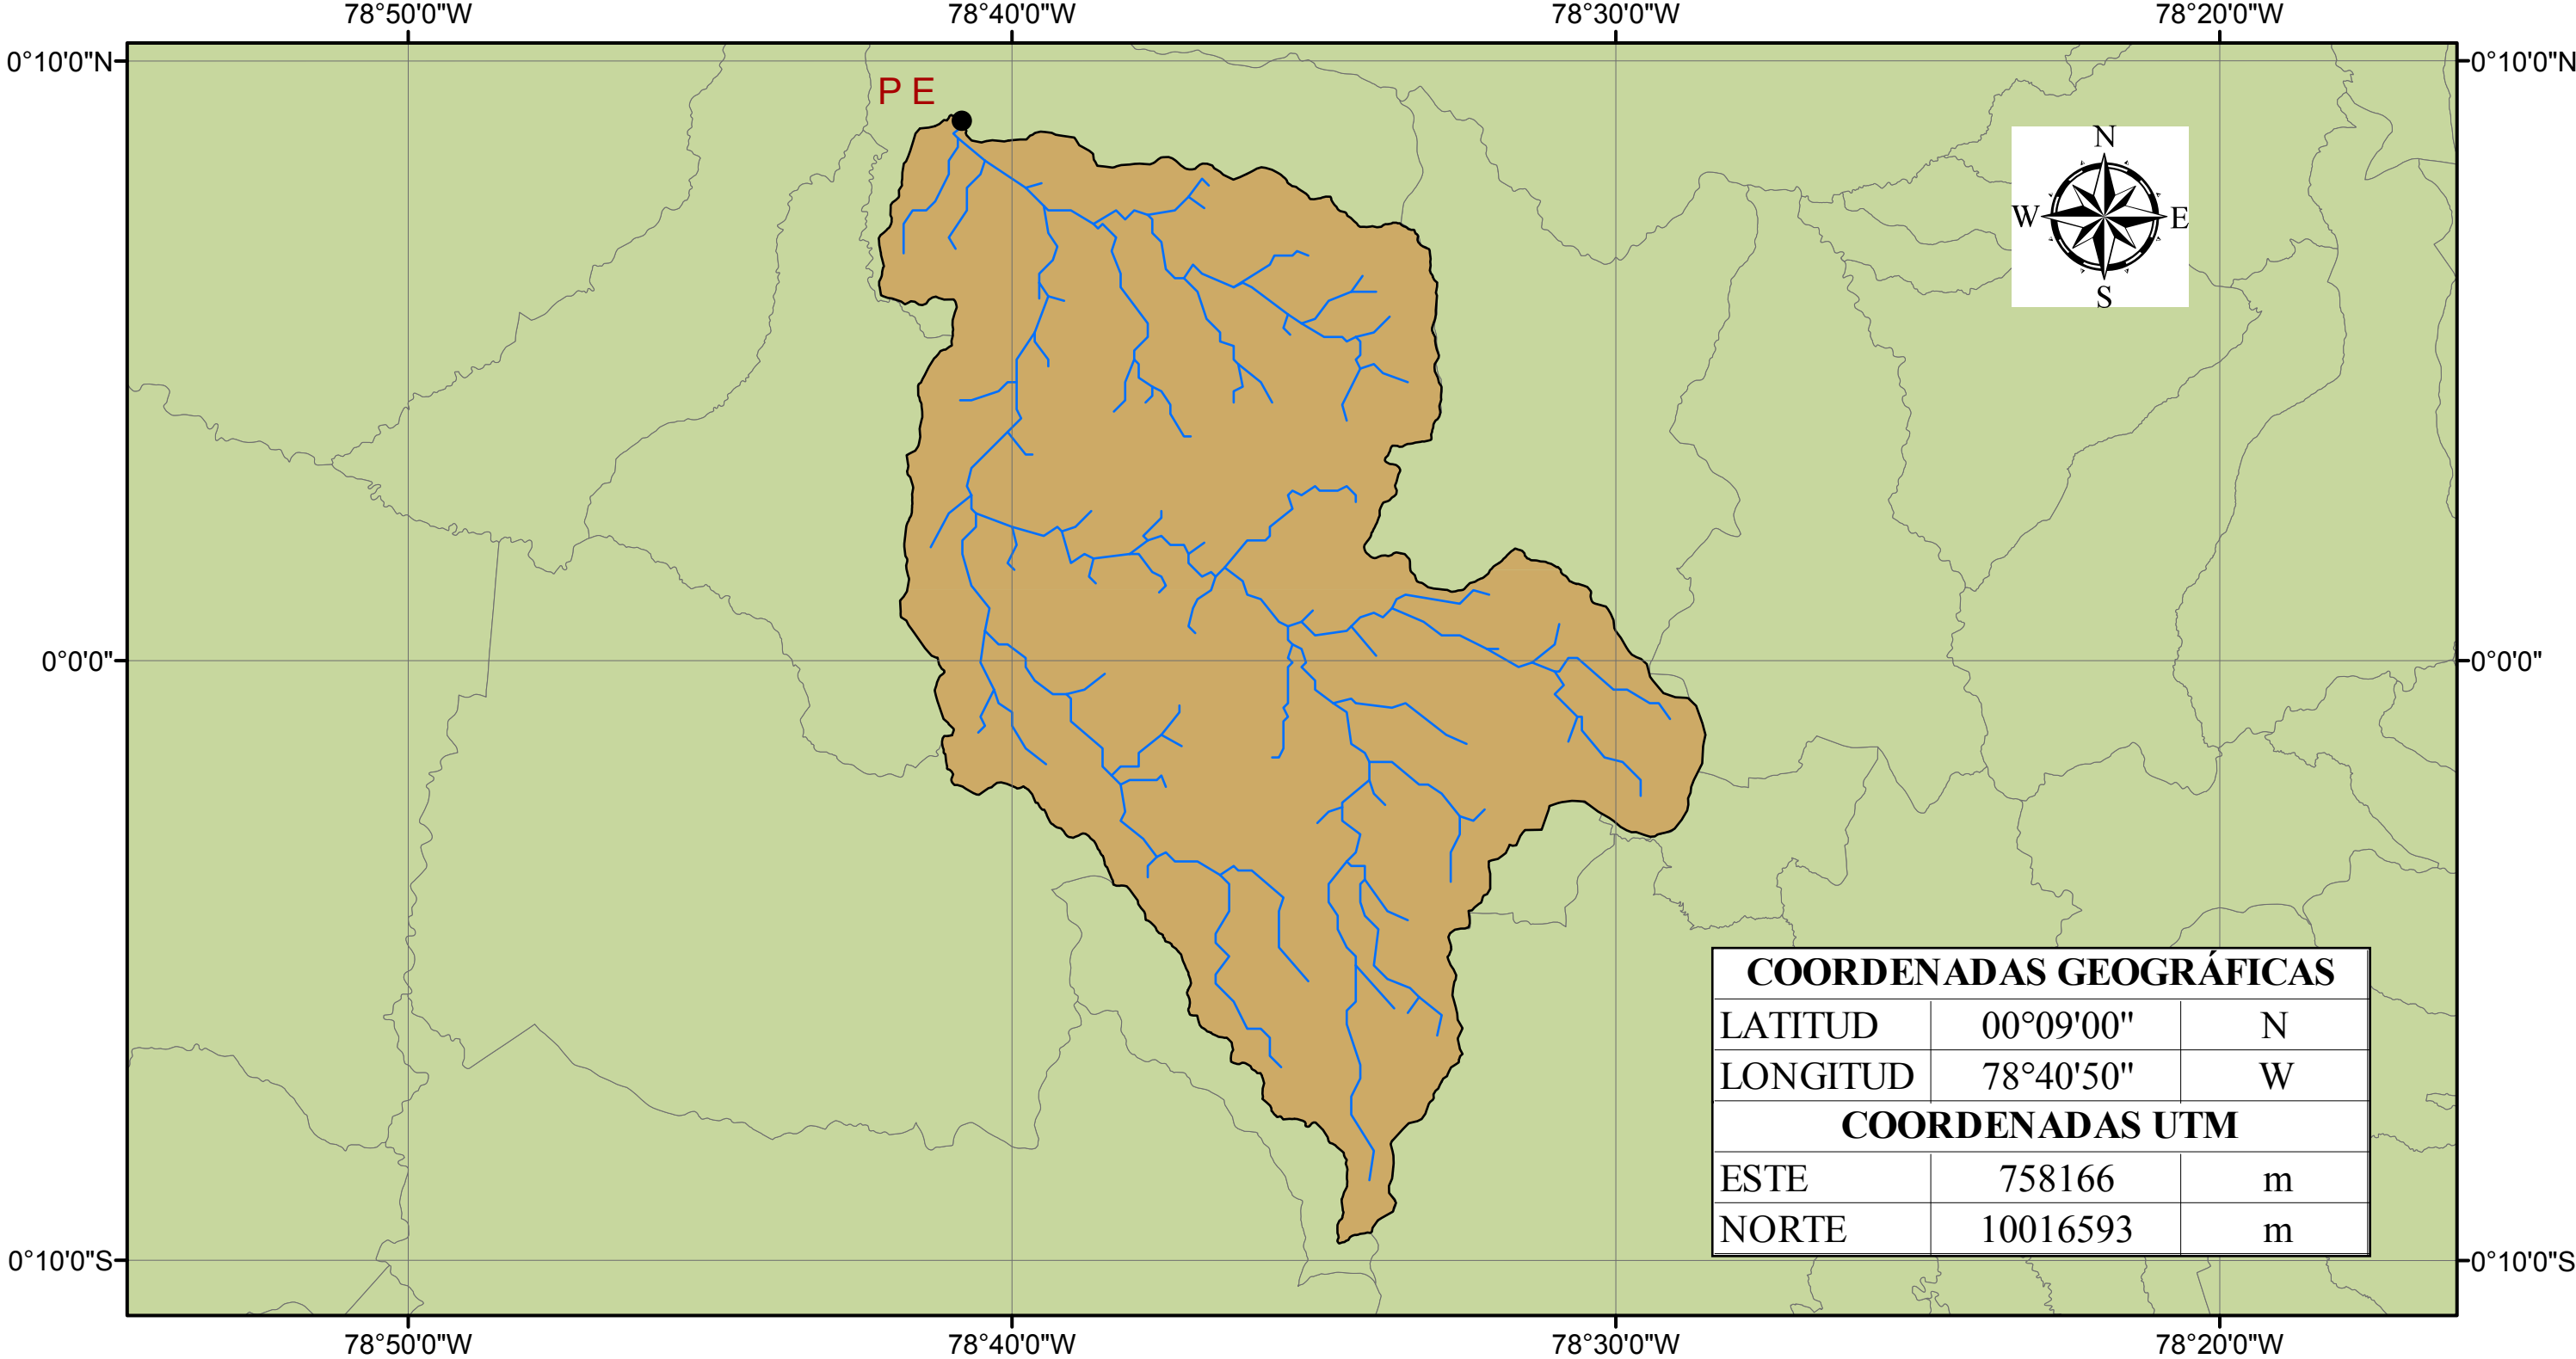 78°50'0"W 78°40'0"W 78°30'0"W 78°20'0"W
0°10'0"N 0°10'0"N
P E
N
W E
S
0°0'0" 0°0'0"
COORDENADAS GEOGRÁFICAS
LATITUD 00°09'00" N
LONGITUD 78°40'50" W
COORDENADAS UTM
ESTE 758166 m
NORTE 10016593 m
0°10'0"S 0°10'0"S
78°50'0"W 78°40'0"W 78°30'0"W 78°20'0"W